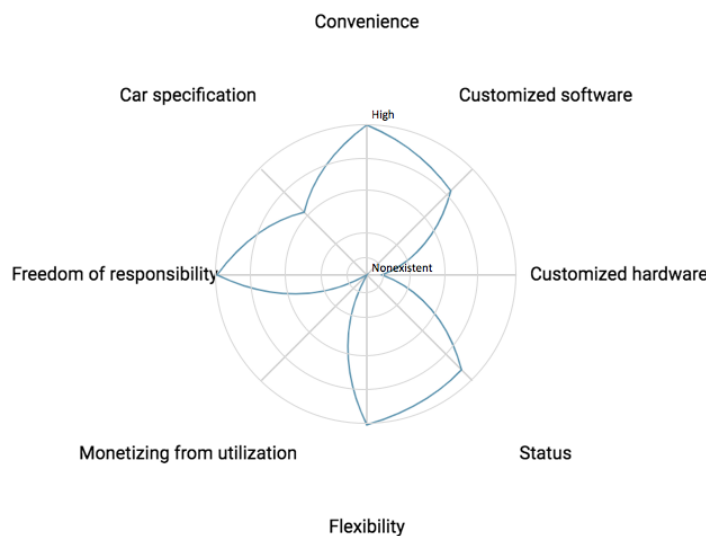 Convenience
Car specification
Customized software
High
Freedom of responsibility
Nonexistent
Customized hardware
Monetizing from utilization
Status
Flexibility